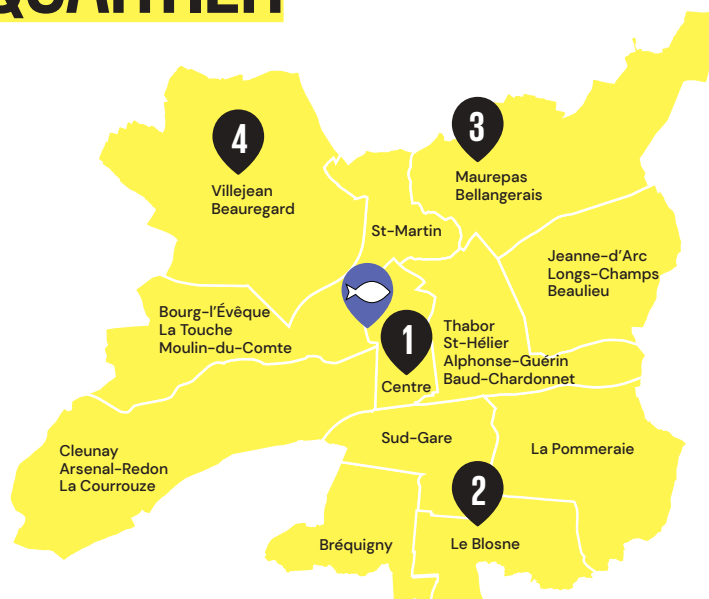 QUARTIER
4
Villejean
Beauregard
3
Maurepas
Bellangerais
St-Martin
Jeanne-d'Arc
Longs-Champs
Beaulieu
Bourg-l'Évêque
La Touche
Moulin-du-Comte
1
Centre
Thabor
St-Hélier
Alphonse-Guérin
Baud-Chardonnet
Cleunay
Arsenal-Redon
La Courrouze
Sud-Gare
La Pommeraie
2
Bréquigny
Le Blosne